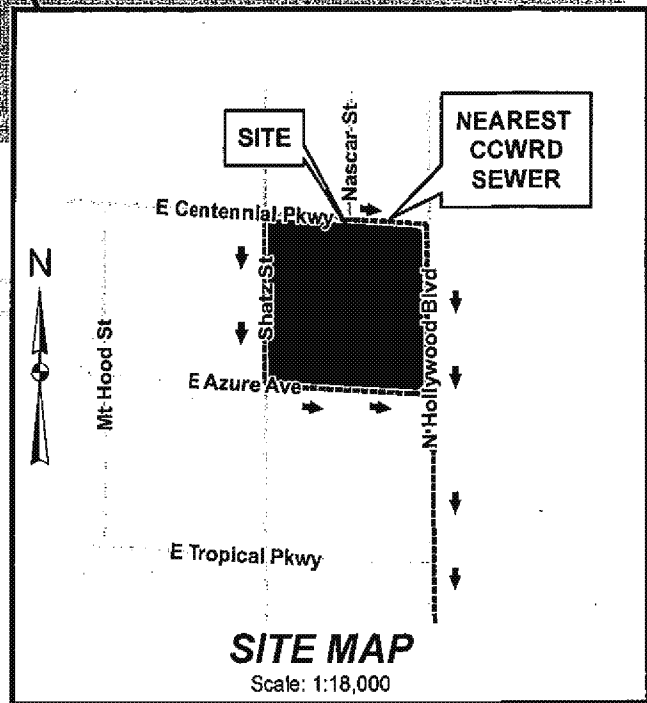 SITE
Nascar St
NEAREST
CCWRD
SEWER
E Centennial Pkwy
N
Shatz St
N Hollywood Blvd
Mt Hood St
E Azure Ave
E Tropical Pkwy
SITE MAP
Scale: 1:18,000